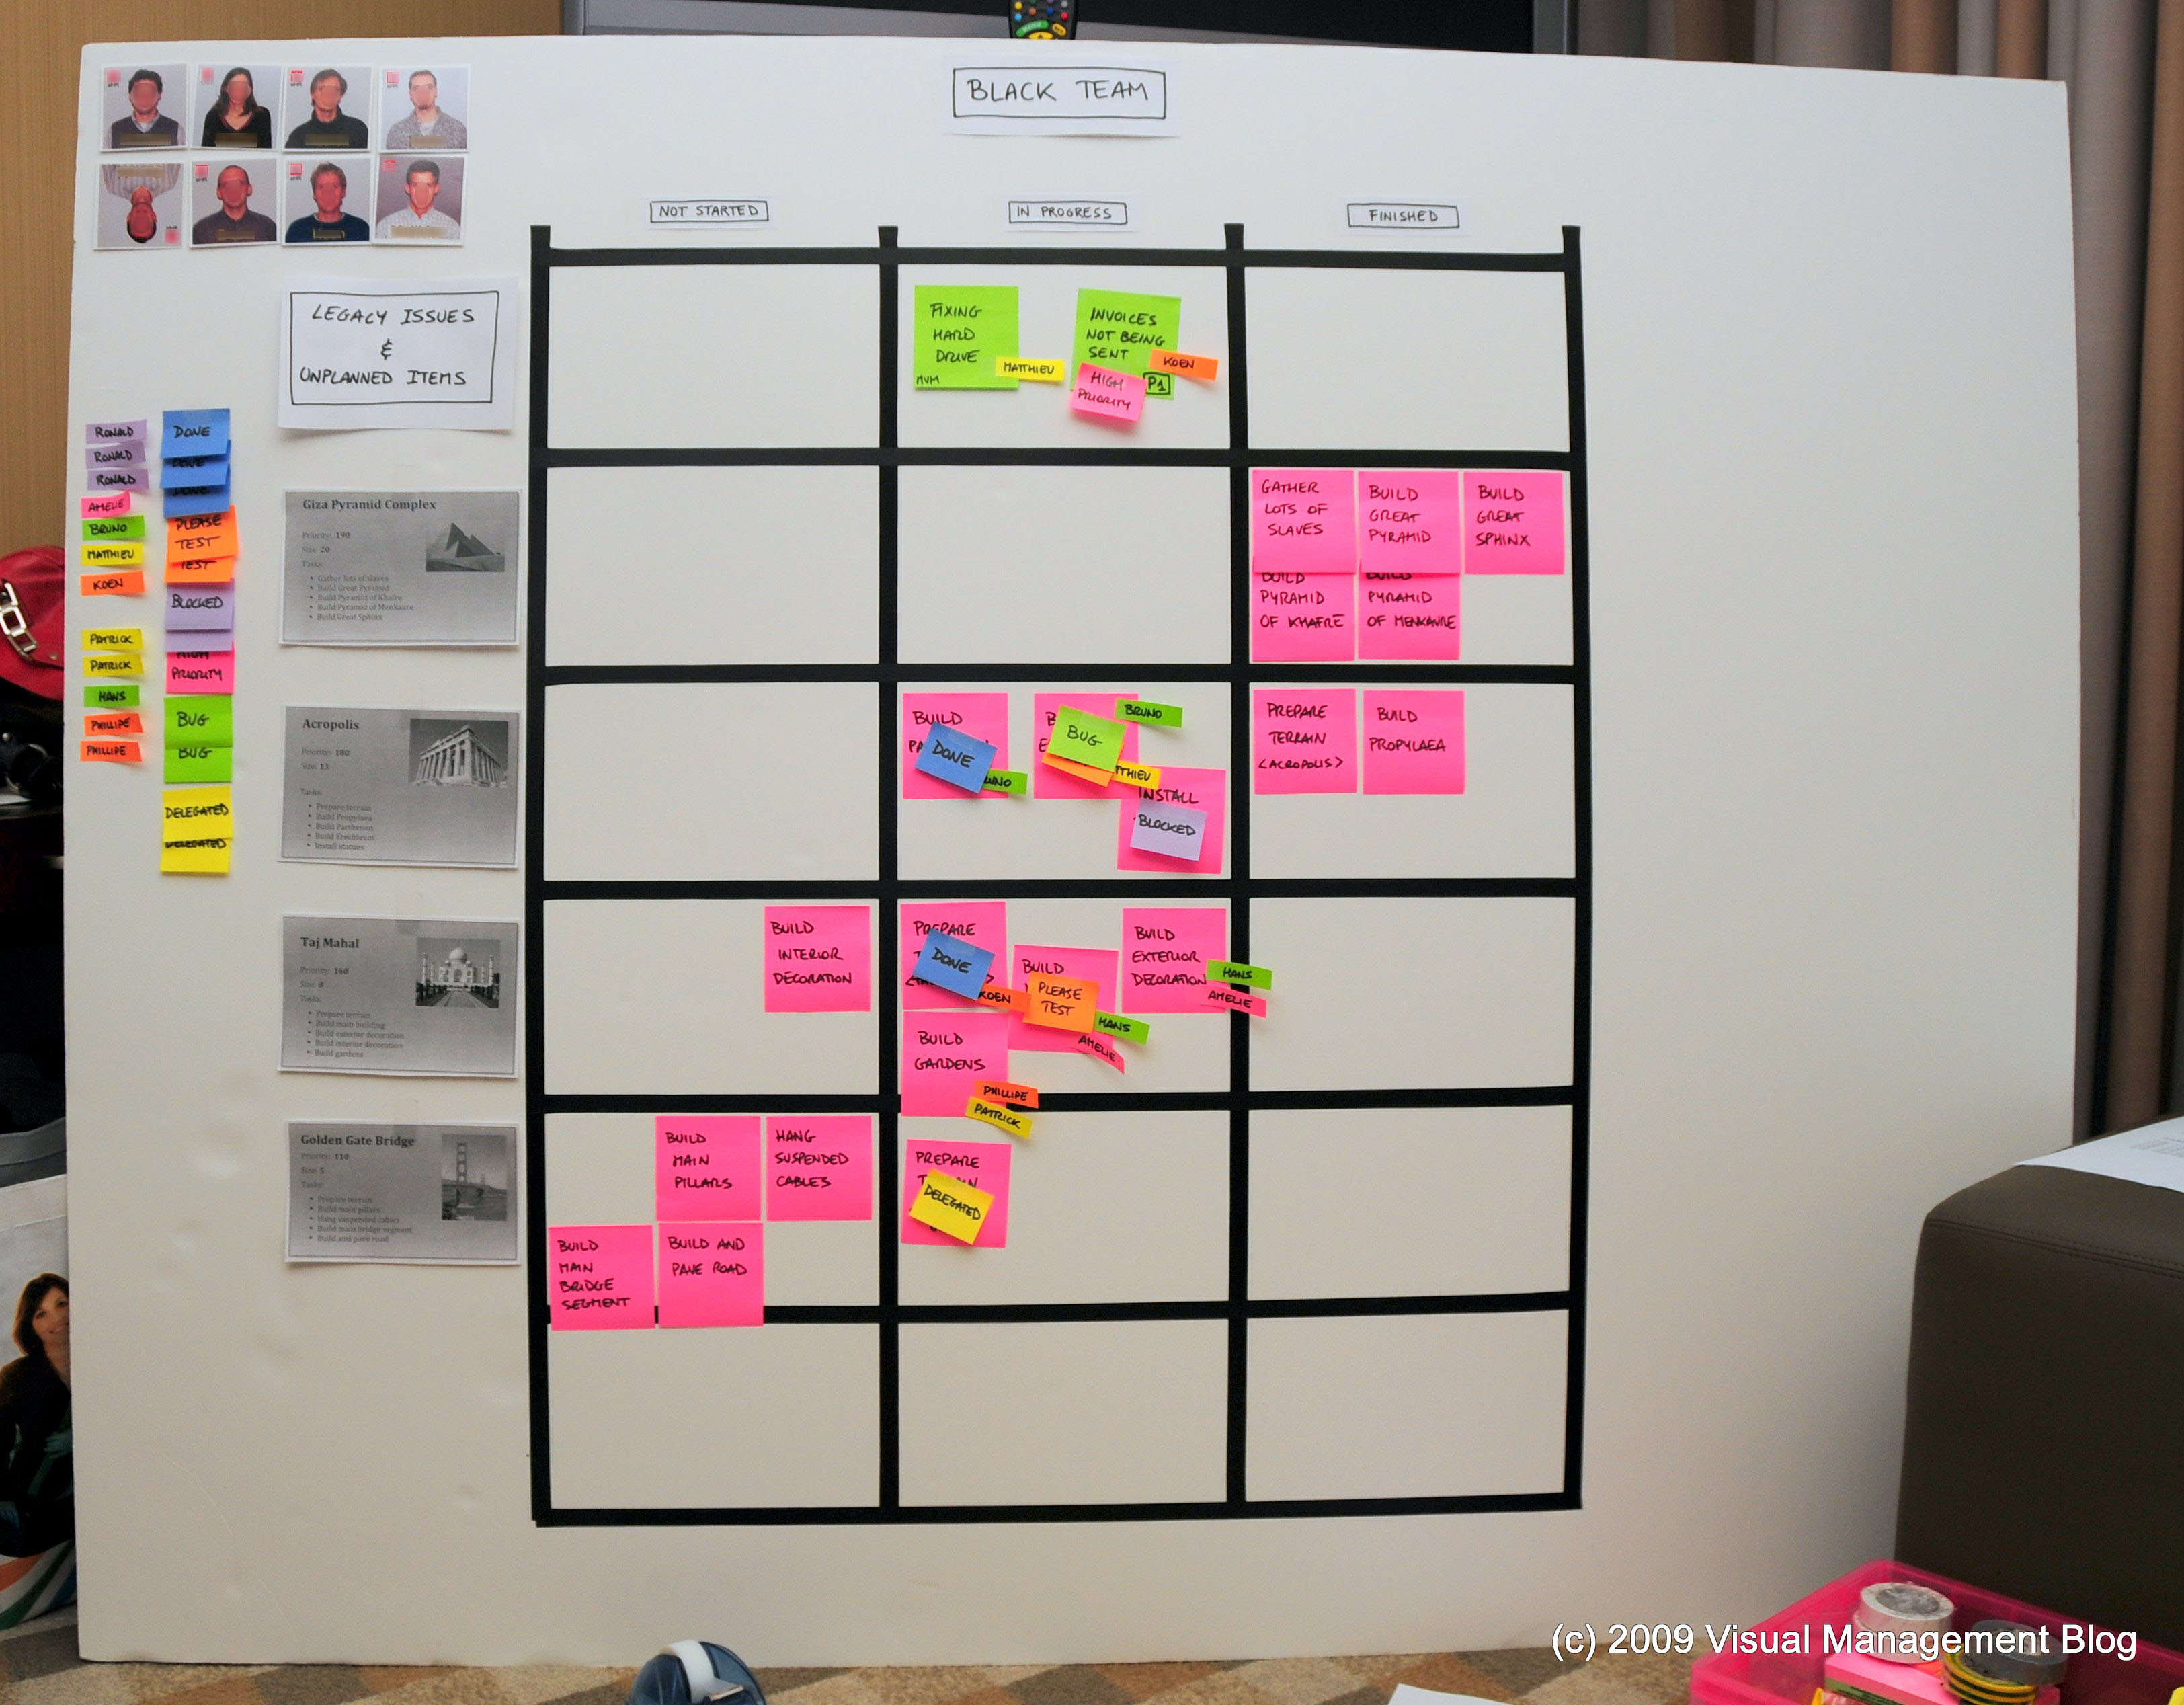 BLACK TEAM
NOT STARTED
IN PROGRESS
FINISHED
LEGACY ISSUES
&
UNPLANNED ITEMS
FIXING
HARD
DRIVE
MVM
MATTHIEU
INVOICES
NOT BEING
SENT
KOEN
P1
HIGH
PRIORITY
RONALD
RONALD
RONALD
AMELIE
BRUNO
MATTHIEU
KOEN
PATRICK
PATRICK
HANS
PHILLIPE
PHILLIPE
DONE
DONE
DONE
PLEASE
TEST
TEST
BLOCKED
HIGH
PRIORITY
BUG
BUG
DELEGATED
DELEGATED
Giza Pyramid Complex
Priority: 190
Size: 20
Tasks:
• Gather lots of slaves
• Build Great Pyramid
• Build Pyramid of Khafre
• Build Pyramid of Menkaure
• Build Great Sphinx
GATHER
LOTS OF
SLAVES
BUILD
GREAT
PYRAMID
BUILD
GREAT
SPHINX
BUILD
PYRAMID
OF KHAFRE
BUILD
PYRAMID
OF MENKAURE
Acropolis
Priority: 180
Size: 13
Tasks:
• Prepare terrain
• Build Propylaea
• Build Parthenon
• Build Erechteum
• Install statues
BUILD
PA
DONE
UNO
B
E
BUG
BRUNO
THIEU
INSTALL
BLOCKED
PREPARE
TERRAIN
<ACROPOLIS>
BUILD
PROPYLAEA
Taj Mahal
Priority: 160
Size: 8
Tasks:
• Prepare terrain
• Build main building
• Build exterior decoration
• Build interior decoration
• Build gardens
BUILD
INTERIOR
DECORATION
PREPARE
DONE
KOEN
BUILD
PLEASE
TEST
HANS
AMELIE
BUILD
EXTERIOR
DECORATION
HANS
AMELIE
BUILD
GARDENS
PHILLIPE
PATRICK
Golden Gate Bridge
Priority: 110
Size: 5
Tasks:
• Prepare terrain
• Build main pillars
• Hang suspended cables
• Build main bridge segment
• Build and pave road
BUILD
MAIN
PILLARS
HANG
SUSPENDED
CABLES
BUILD
MAIN
BRIDGE
SEGMENT
BUILD AND
PAVE ROAD
PREPARE
DELEGATED
(c) 2009 Visual Management Blog